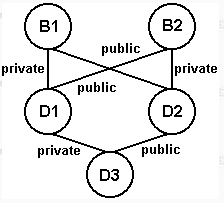 B1 B2
public
private private
public
D1 D2
private public
D3